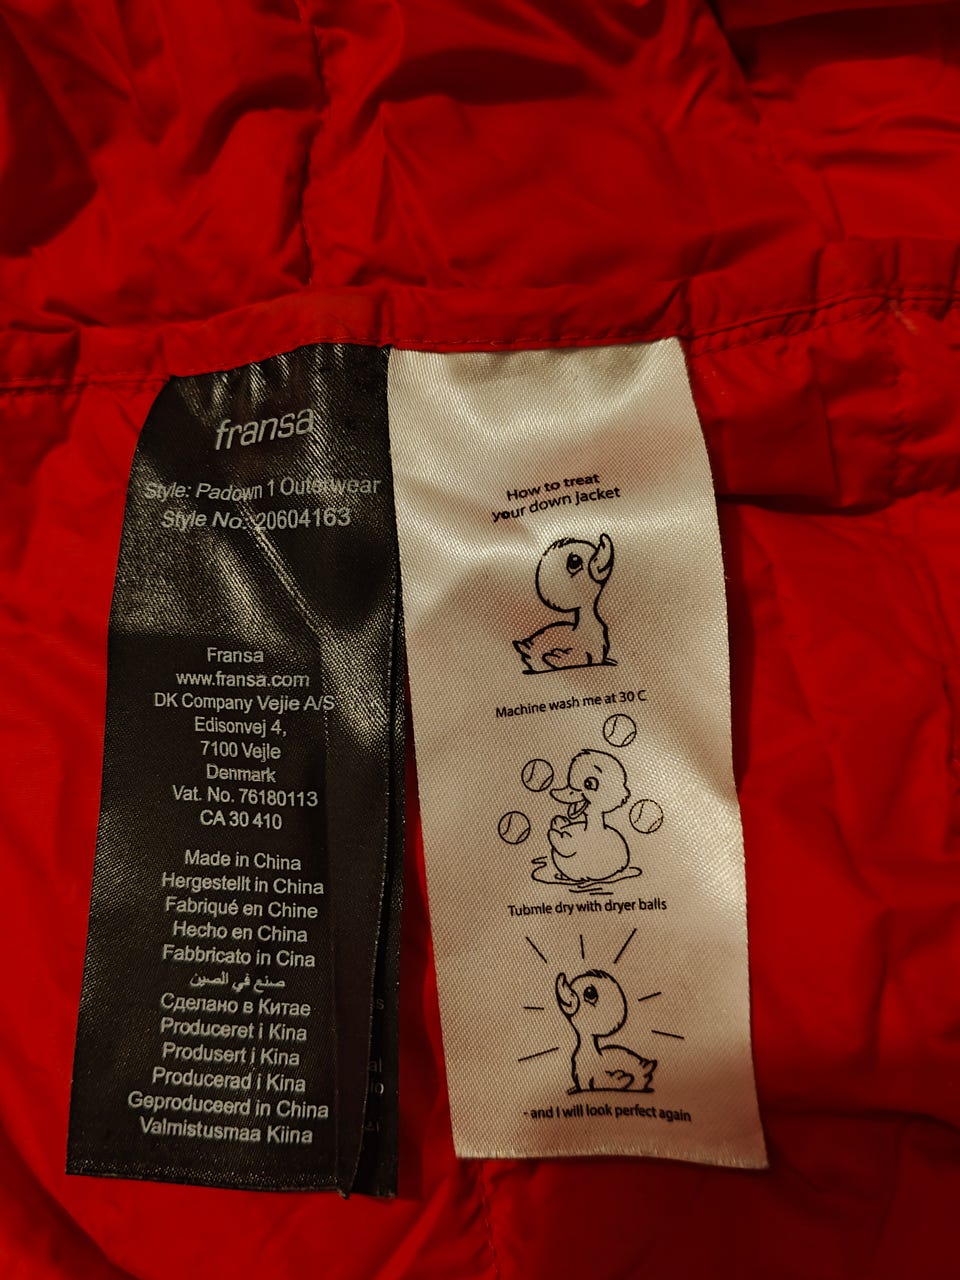 fransa
Style: Padown 1 Outerwear
Style No.: 20604163
Fransa
www.fransa.com
DK Company Vejle A/S
Edisonvej 4,
7100 Vejle
Denmark
Vat. No. 76180113
CA 30 410
Made in China
Hergestellt in China
Fabriqué en Chine
Hecho en China
Fabbricato in Cina
صنع في الصين
Сделано в Китае
Produceret i Kina
Produsert i Kina
Producerad i Kina
Geproduceerd in China
Valmistusmaa Kiina
How to treat
your down jacket
Machine wash me at 30 C
Tubmle dry with dryer balls
- and I will look perfect again